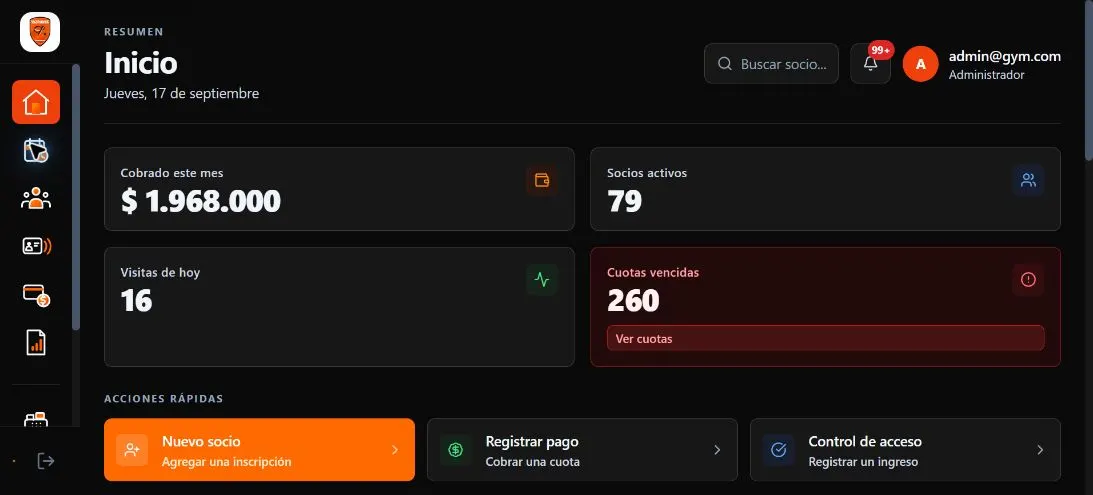 RESUMEN
Inicio
Jueves, 17 de septiembre
Buscar socio...
99+
A
admin@gym.com
Administrador
Cobrado este mes
$ 1.968.000
Socios activos
79
Visitas de hoy
16
Cuotas vencidas
260
Ver cuotas
ACCIONES RÁPIDAS
Nuevo socio
Agregar una inscripción
Registrar pago
Cobrar una cuota
Control de acceso
Registrar un ingreso